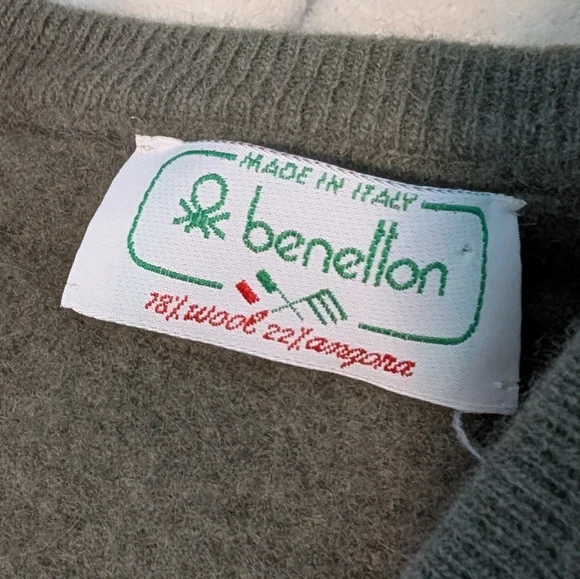 MADE IN ITALY
benetton
78% wool 22% angora